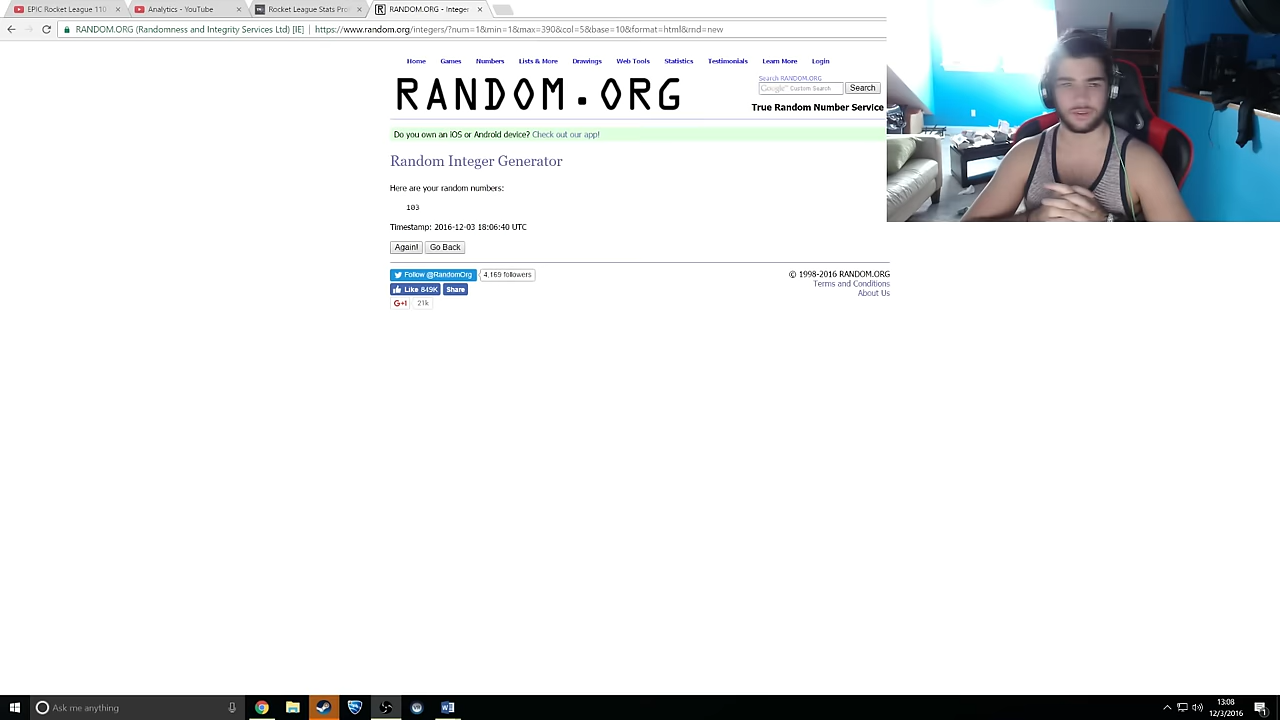 EPIC Rocket League 110
Analytics - YouTube
Rocket League Stats Pro
RANDOM.ORG - Integer
RANDOM.ORG (Randomness and Integrity Services Ltd) [IE] | https://www.random.org/integers/?num=1&min=1&max=390&col=5&base=10&format=html&rnd=new
Home Games Numbers Lists & More Drawings Web Tools Statistics Testimonials Learn More Login
Search RANDOM.ORG
Google™ Custom Search Search
RANDOM.ORG
True Random Number Service
Do you own an iOS or Android device? Check out our app!
Random Integer Generator
Here are your random numbers:
103
Timestamp: 2016-12-03 18:06:40 UTC
Again! Go Back
Follow @RandomOrg 4,169 followers
Like 849K Share
G+1 21k
© 1998-2016 RANDOM.ORG
Terms and Conditions
About Us
Ask me anything
13:08
12/3/2016
1